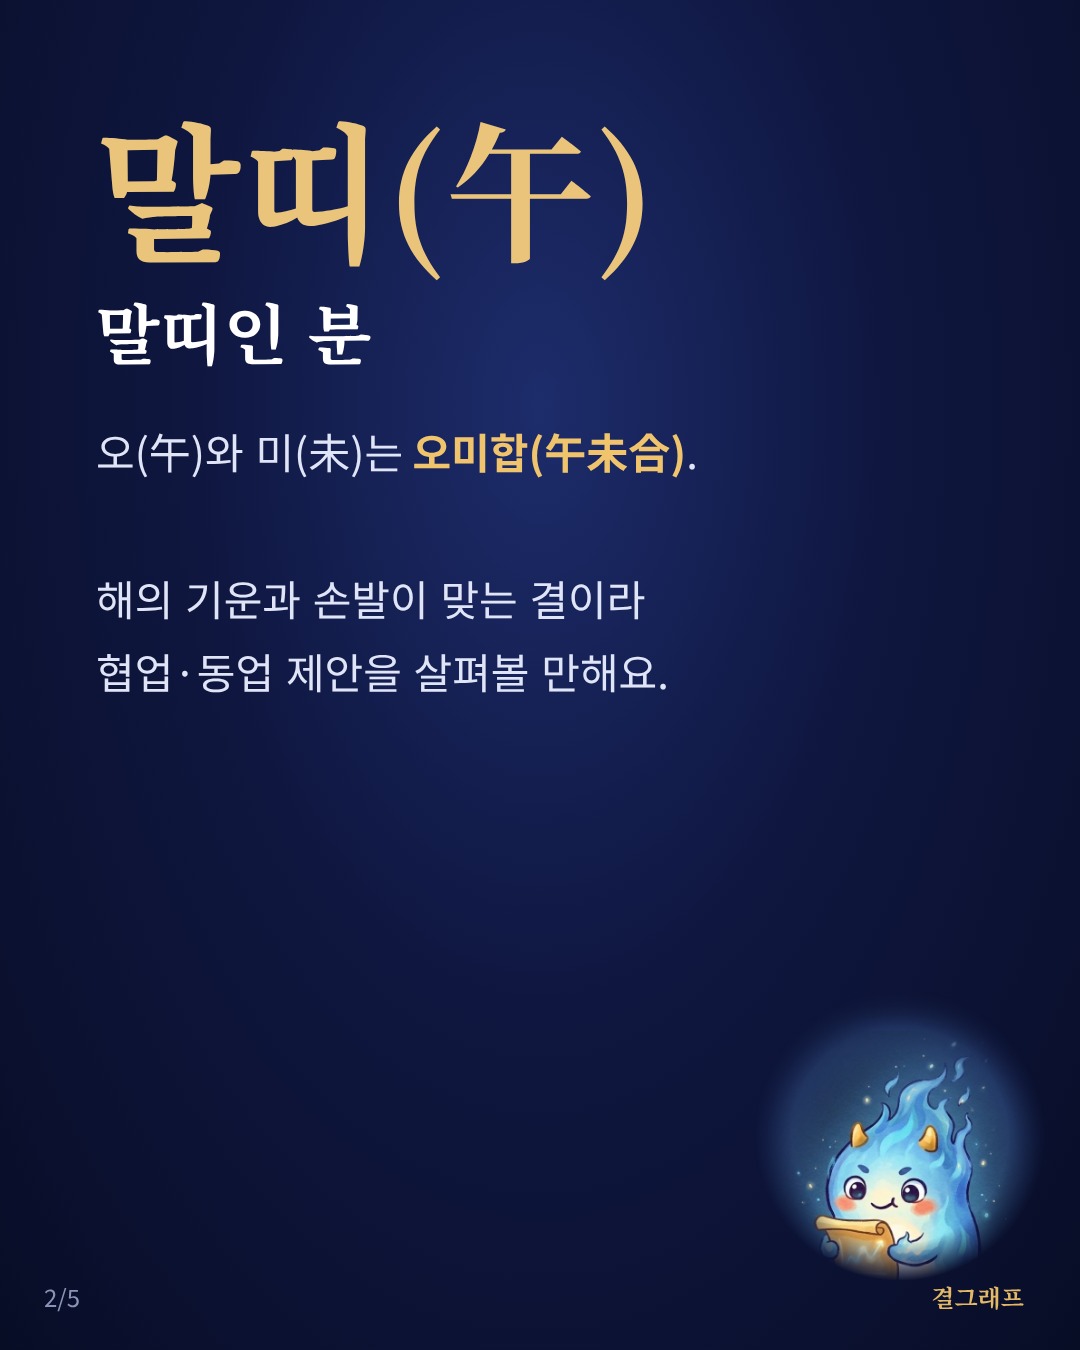 말띠(午)
말띠인 분
오(午)와 미(未)는 오미합(午未合).
해의 기운과 손발이 맞는 결이라
협업·동업 제안을 살펴볼 만해요.
2/5
결그래프